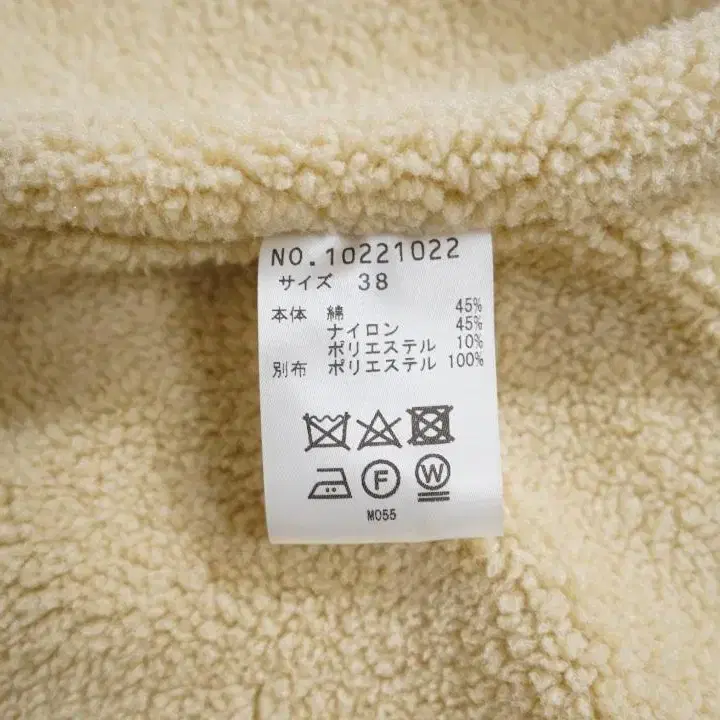 NO.10221022
サイズ 38
本体 綿 45%
ナイロン 45%
ポリエステル 10%
別布 ポリエステル 100%
F W
M055